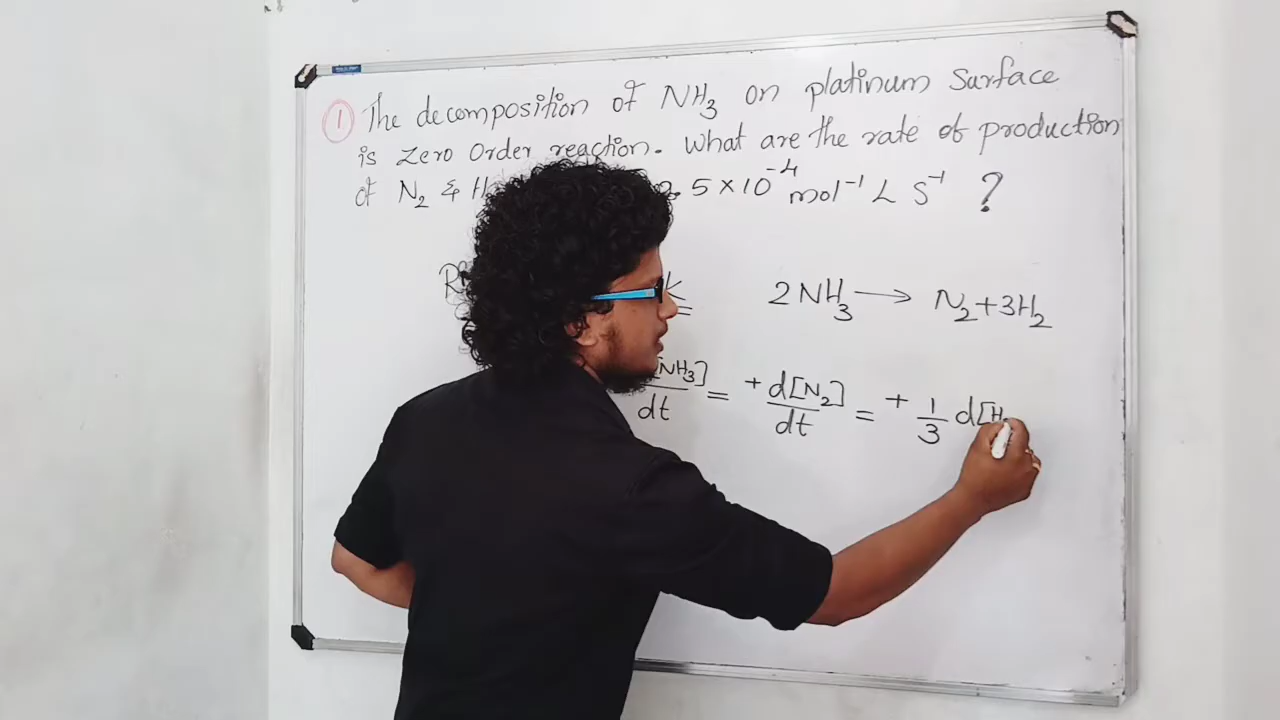 1 The decomposition of NH3 on platinum Surface
is Zero Order reaction. What are the rate of production
of N2 & H 2.5×10-4 mol-1 L S-1 ?
R k 2NH3 → N2+3H2
[NH3]/dt = +d[N2]/dt = + 1/3 d[H